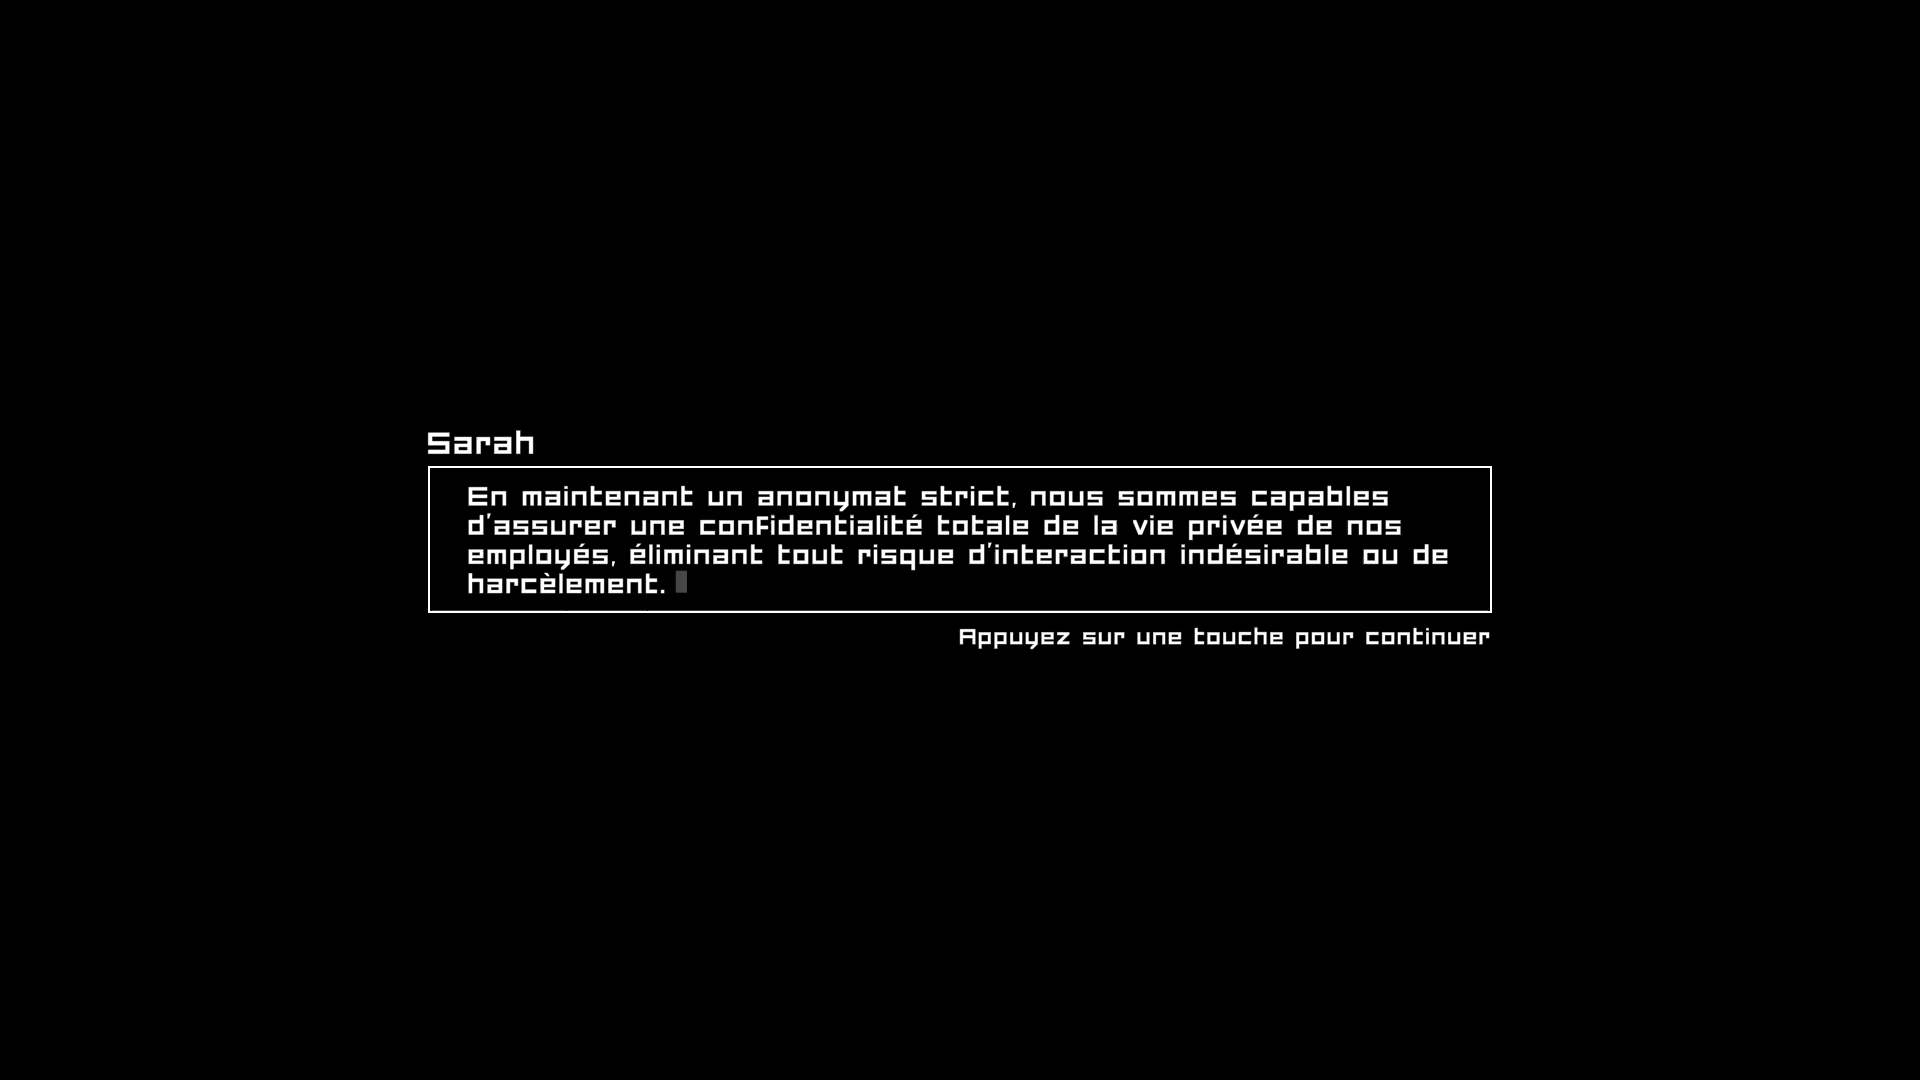 Sarah
En maintenant un anonymat strict, nous sommes capables
d'assurer une confidentialité totale de la vie privée de nos
employés, éliminant tout risque d'interaction indésirable ou de
harcèlement.
Appuyez sur une touche pour continuer